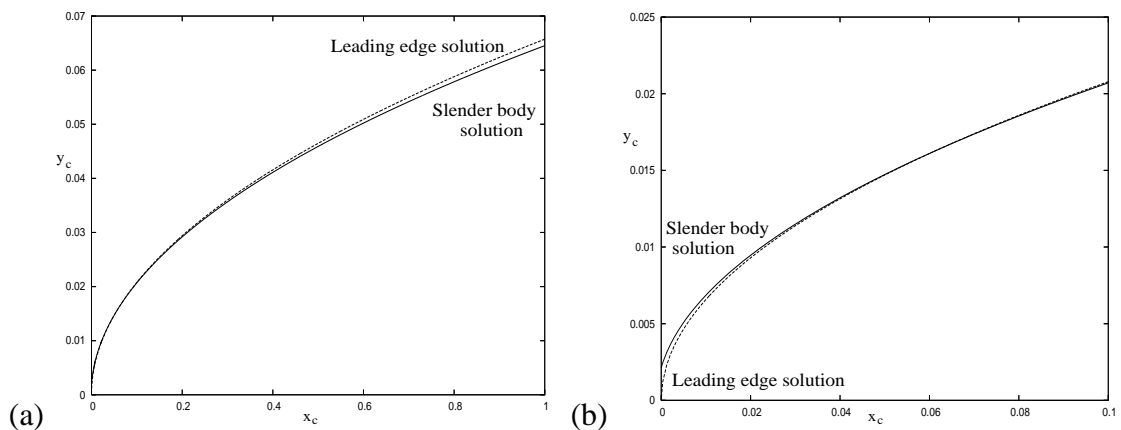 0.07
0.06
0.05
0.04
0.03
0.02
0.01
0
y c
Leading edge solution
Slender body
solution
0
0.2
0.4
0.6
0.8
1
x c
(a)
0.025
0.02
0.015
0.01
0.005
0
y c
Slender body
solution
Leading edge solution
0
0.02
0.04
0.06
0.08
0.1
x c
(b)